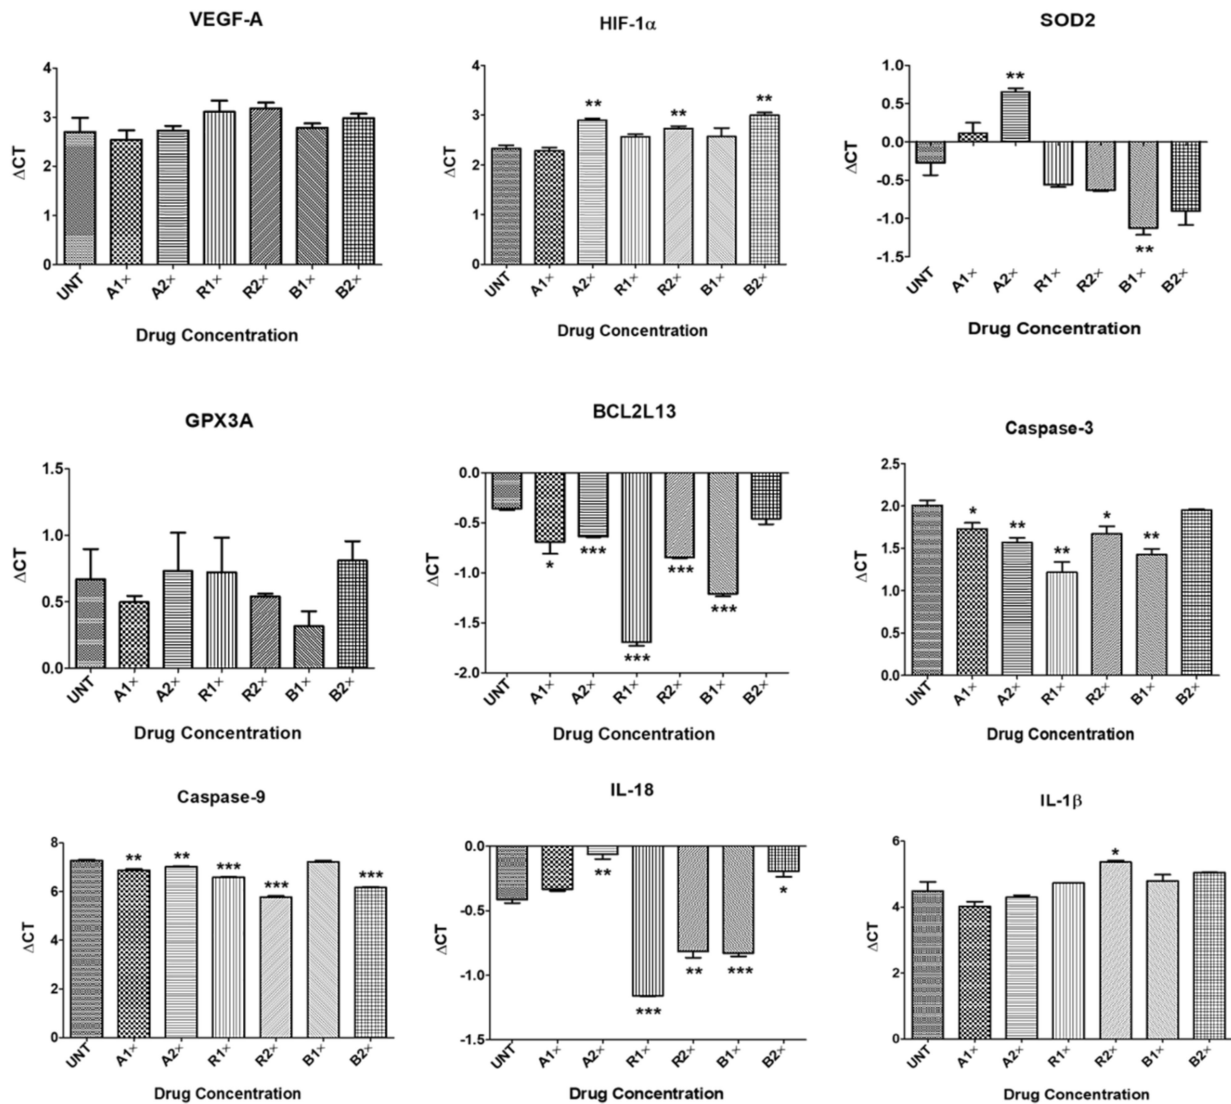 VEGF-A
4
3
2
1
0
ΔCT
UNT
A1×
A2×
R1×
R2×
B1×
B2×
Drug Concentration
HIF-1α
4
3
2
1
0
ΔCT
**
**
**
UNT
A1×
A2×
R1×
R2×
B1×
B2×
Drug Concentration
SOD2
1.0
0.5
0.0
-0.5
-1.0
-1.5
ΔCT
**
**
UNT
A1×
A2×
R1×
R2×
B1×
B2×
Drug Concentration
GPX3A
1.5
1.0
0.5
0.0
ΔCT
UNT
A1×
A2×
R1×
R2×
B1×
B2×
Drug Concentration
BCL2L13
0.0
-0.5
-1.0
-1.5
-2.0
ΔCT
*
***
***
***
***
UNT
A1×
A2×
R1×
R2×
B1×
B2×
Drug Concentration
Caspase-3
2.5
2.0
1.5
1.0
0.5
0.0
ΔCT
*
**
**
*
**
UNT
A1×
A2×
R1×
R2×
B1×
B2×
Drug Concentration
Caspase-9
8
6
4
2
0
ΔCT
**
**
***
***
***
UNT
A1×
A2×
R1×
R2×
B1×
B2×
Drug Concentration
IL-18
0.0
-0.5
-1.0
-1.5
ΔCT
**
***
**
***
*
UNT
A1×
A2×
R1×
R2×
B1×
B2×
Drug Concentration
IL-1β
6
4
2
0
ΔCT
*
UNT
A1×
A2×
R1×
R2×
B1×
B2×
Drug Concentration